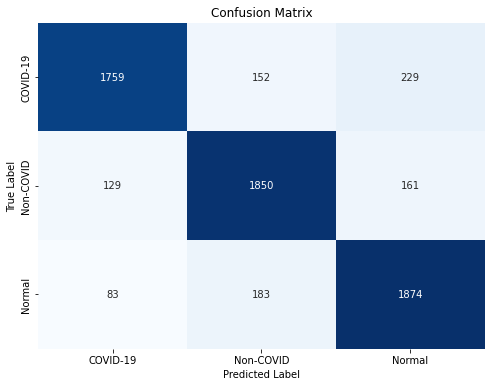 Confusion Matrix
COVID-19
1759
152
229
True Label
Non-COVID
129
1850
161
Normal
83
183
1874
COVID-19
Non-COVID
Normal
Predicted Label